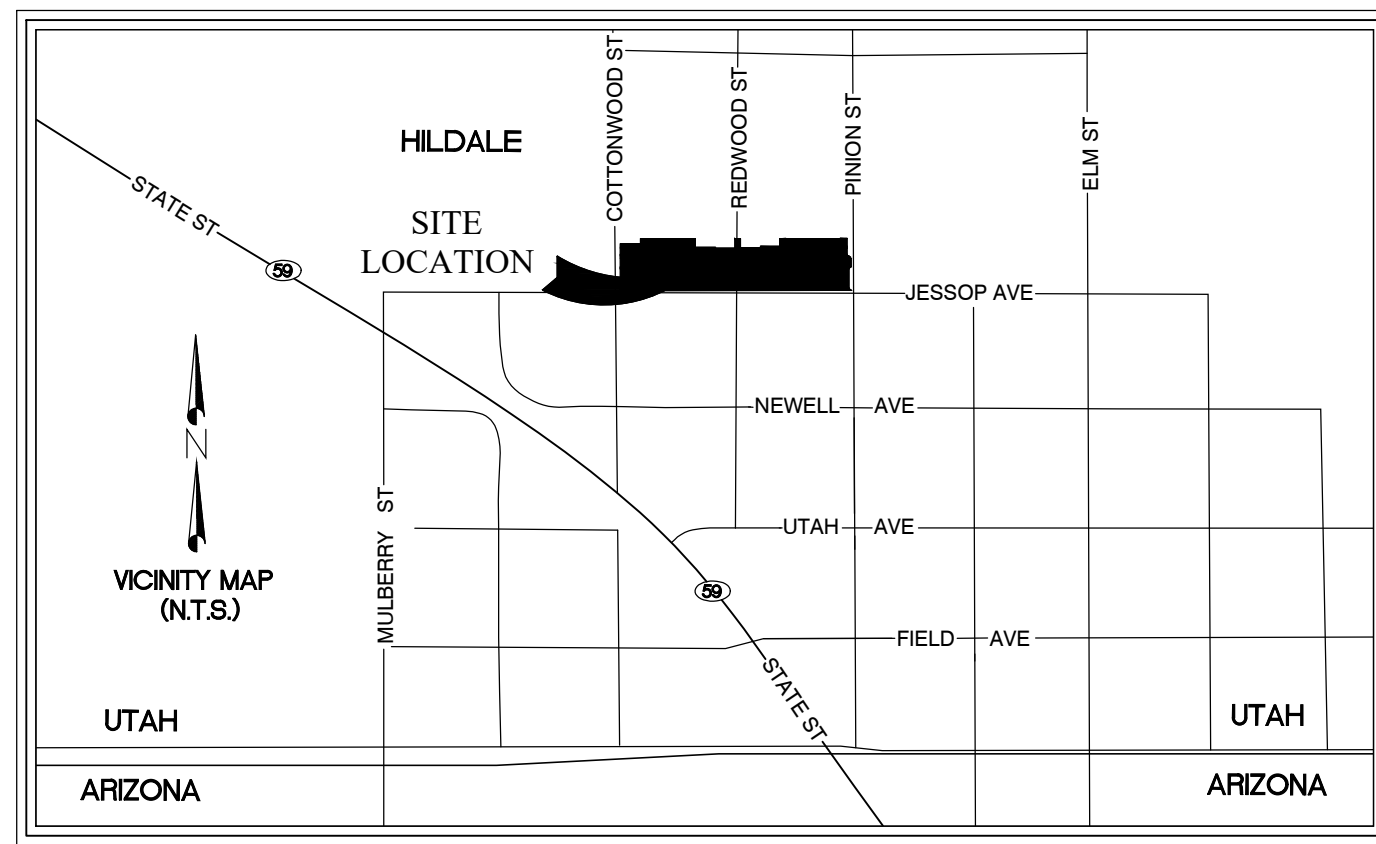 COTTONWOOD ST
REDWOOD ST
PINION ST
ELM ST
HILDALE
STATE ST
59
SITE
LOCATION
JESSOP AVE
NEWELL AVE
N
MULBERRY ST
UTAH AVE
VICINITY MAP
(N.T.S.)
59
FIELD AVE
STATE ST
UTAH
UTAH
ARIZONA
ARIZONA